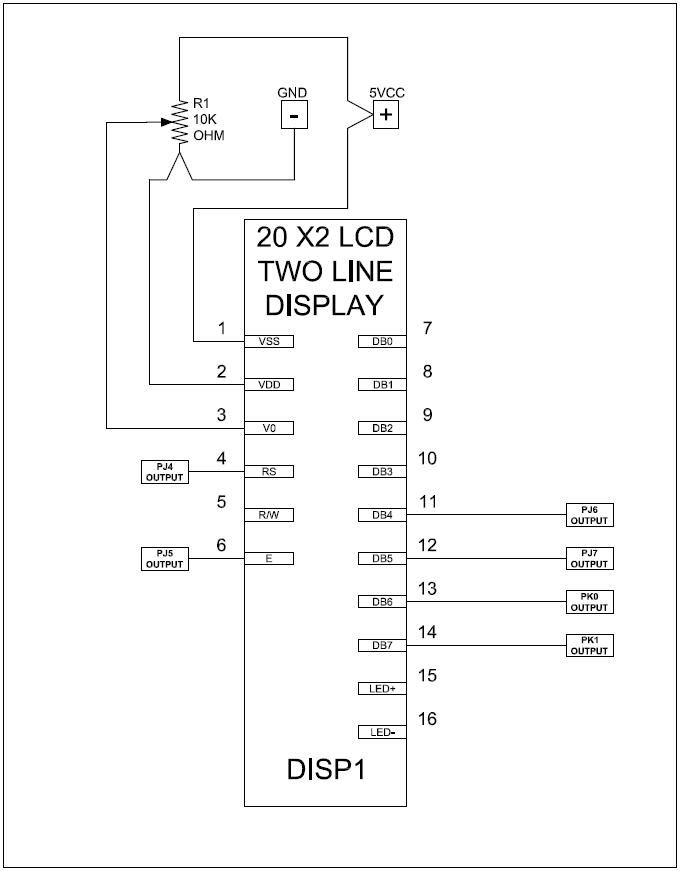 R1
10K
OHM
GND
-
5VCC
+
20 X2 LCD
TWO LINE
DISPLAY
1
VSS
2
VDD
3
V0
4
RS
PJ4
OUTPUT
5
R/W
6
E
PJ5
OUTPUT
7
DB0
8
DB1
9
DB2
10
DB3
11
DB4
PJ6
OUTPUT
12
DB5
PJ7
OUTPUT
13
DB6
PK0
OUTPUT
14
DB7
PK1
OUTPUT
15
LED+
16
LED-
DISP1